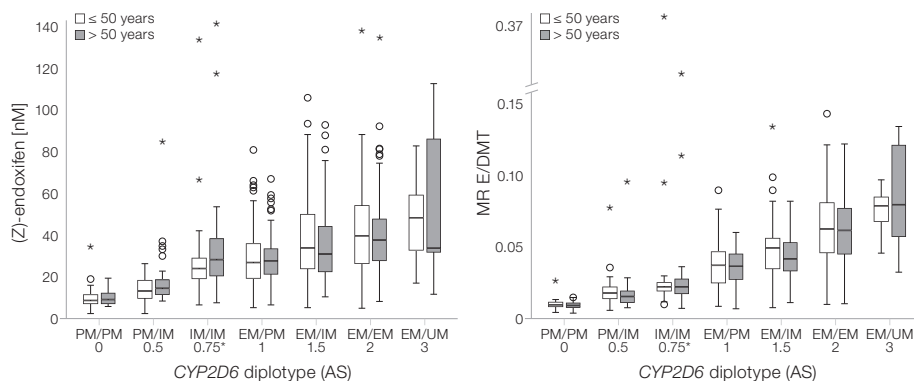 ≤ 50 years
> 50 years
140
120
100
80
60
40
20
0
(Z)-endoxifen [nM]
PM/PM PM/IM IM/IM EM/PM EM/IM EM/EM EM/UM
0 0.5 0.75* 1 1.5 2 3
CYP2D6 diplotype (AS)
≤ 50 years
> 50 years
0.37
0.15
0.10
0.05
0
MR E/DMT
PM/PM PM/IM IM/IM EM/PM EM/IM EM/EM EM/UM
0 0.5 0.75* 1 1.5 2 3
CYP2D6 diplotype (AS)